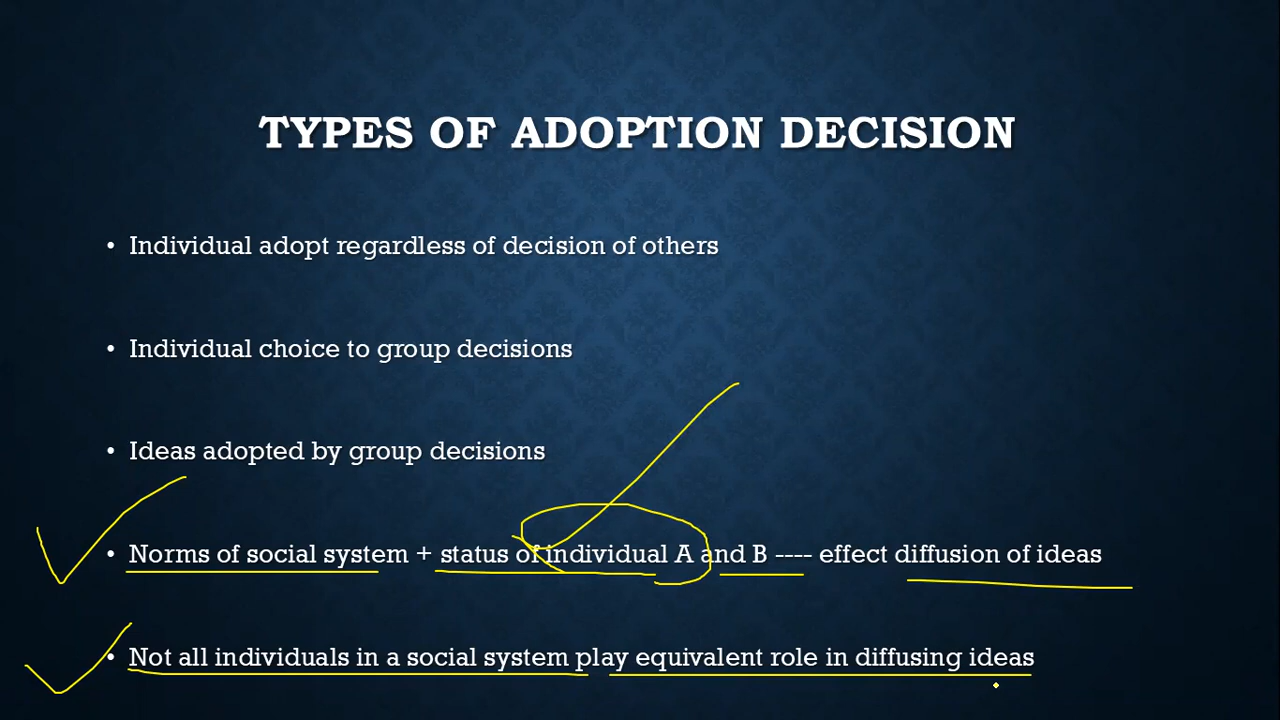 TYPES OF ADOPTION DECISION
• Individual adopt regardless of decision of others
• Individual choice to group decisions
• Ideas adopted by group decisions
• Norms of social system + status of individual A and B ---- effect diffusion of ideas
• Not all individuals in a social system play equivalent role in diffusing ideas